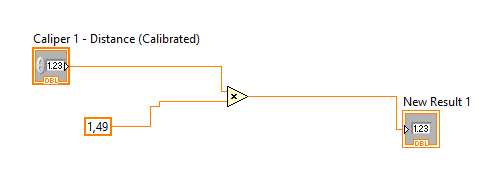 Caliper 1 - Distance (Calibrated)
1.23
DBL
×
1,49
New Result 1
1.23
DBL